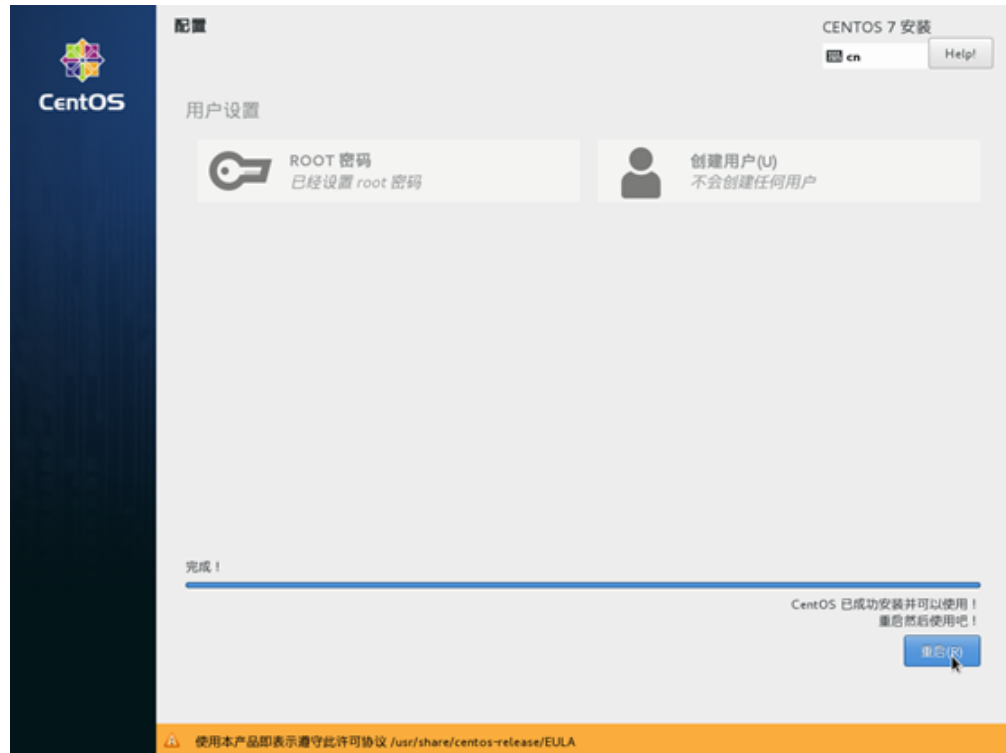 CentOS
配置
CENTOS 7 安装
cn
Help!
用户设置
ROOT 密码
已经设置 root 密码
创建用户(U)
不会创建任何用户
完成！
CentOS 已成功安装并可以使用！
重启然后使用吧！
重启(R)
使用本产品即表示遵守此许可协议 /usr/share/centos-release/EULA